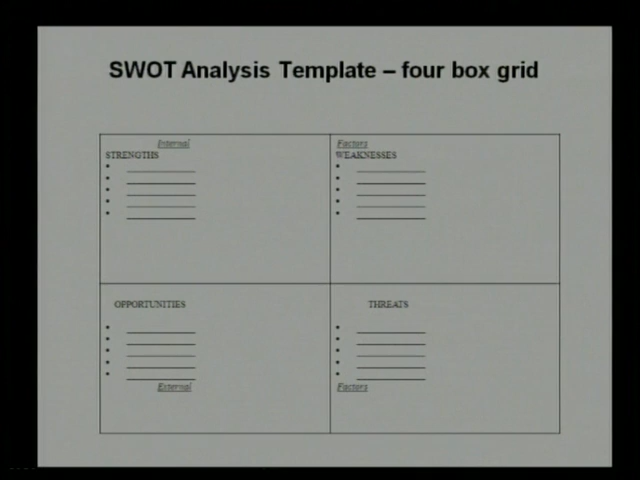 SWOT Analysis Template – four box grid
Internal Factors
STRENGTHS
WEAKNESSES
OPPORTUNITIES
THREATS
External Factors